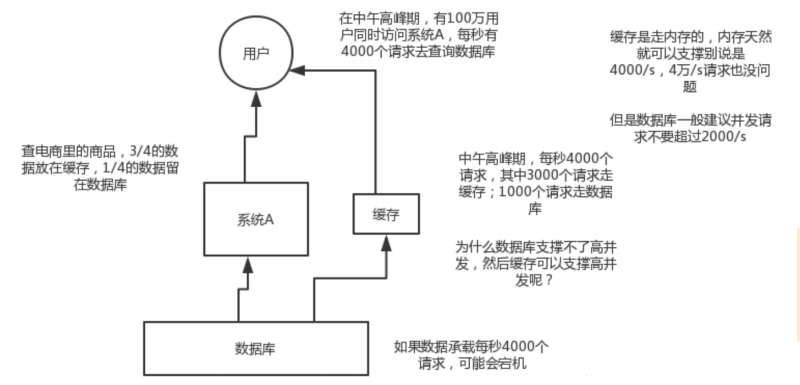 在中午高峰期，有100万用
户同时访问系统A，每秒有
4000个请求去查询数据库
用户
缓存是走内存的，内存天然
就可以支撑别说是
4000/s，4万/s请求也没问
题
但是数据库一般建议并发请
求不要超过2000/s
查电商里的商品，3/4的数
据放在缓存，1/4的数据留
在数据库
中午高峰期，每秒4000个
请求，其中3000个请求走
缓存；1000个请求走数据
库
系统A
缓存
为什么数据库支撑不了高并
发，然后缓存可以支撑高并
发呢？
数据库
如果数据承载每秒4000个
请求，可能会宕机